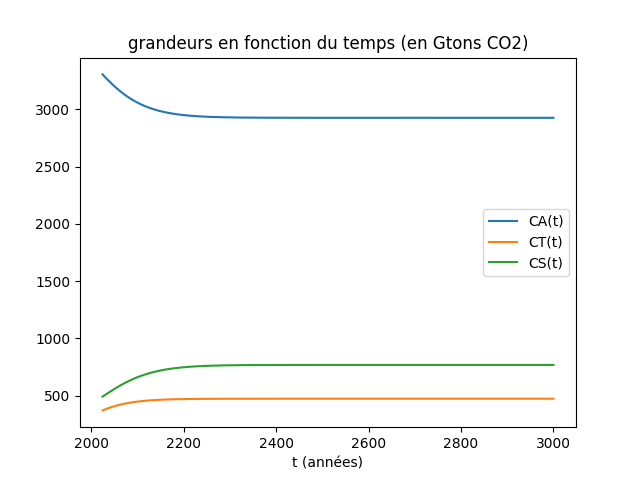 grandeurs en fonction du temps (en Gtons CO2)
3000
2500
2000
1500
1000
500
CA(t)
CT(t)
CS(t)
2000 2200 2400 2600 2800 3000
t (années)